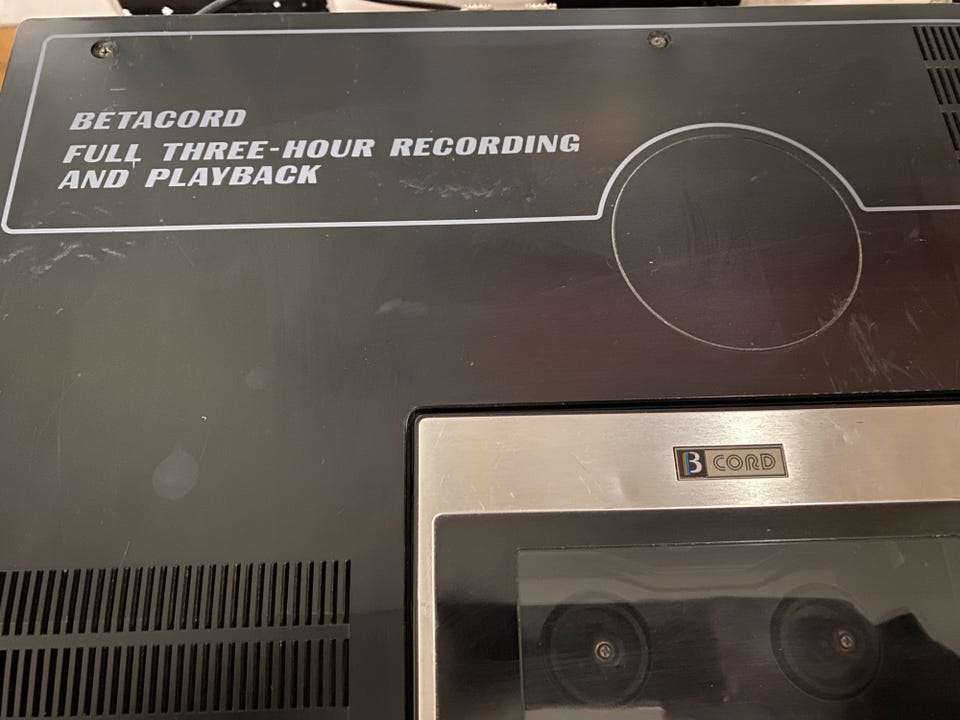 BETACORD
FULL THREE-HOUR RECORDING
AND PLAYBACK
B CORD